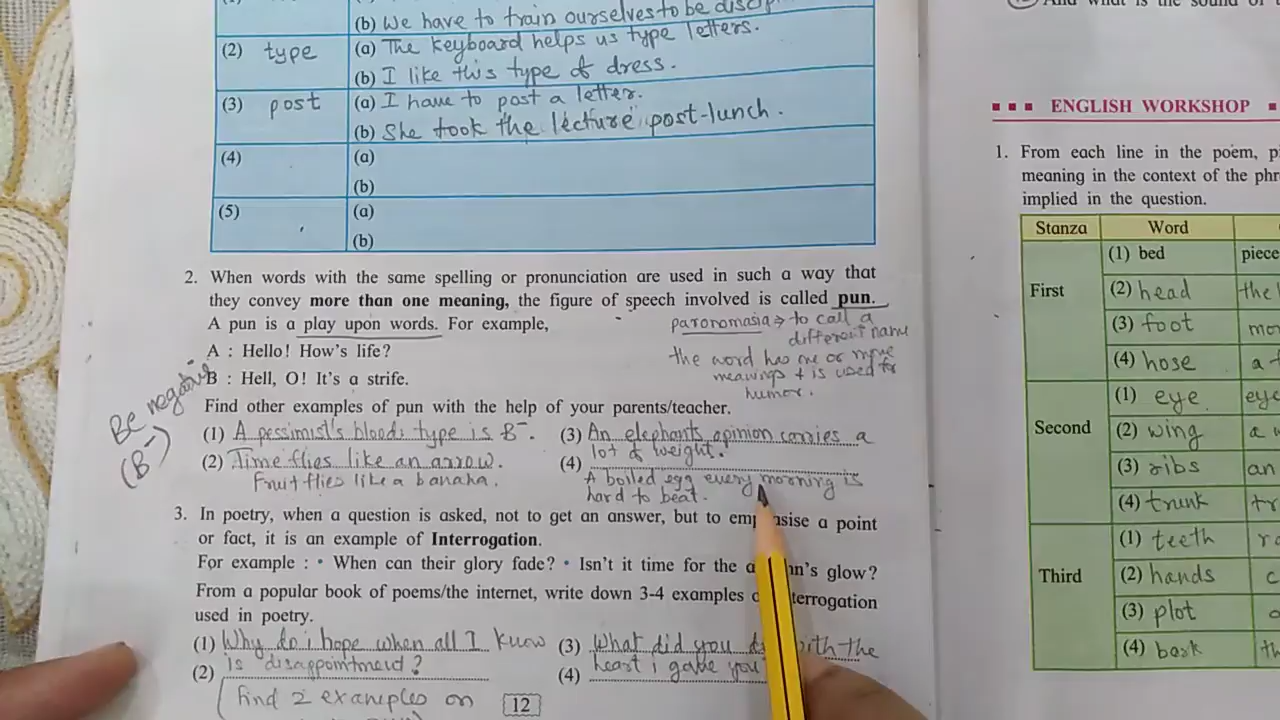 (b) We have to train ourselves to be
(2) type (a) The keyboard helps us type letters.
(b) I like this type of dress.
(3) post (a) I have to post a letter.
(b) She took the lecture post-lunch.
(4) (a)
(b)
(5) (a)
(b)
2. When words with the same spelling or pronunciation are used in such a way that
they convey more than one meaning, the figure of speech involved is called pun.
A pun is a play upon words. For example,
paronomasia → to call a
different name
the word has one or more
meanings + is used for
humor.
A : Hello! How's life?
B : Hell, O! It's a strife.
Be negative
(B-)
Find other examples of pun with the help of your parents/teacher.
(1) A pessimist's blood type is B-.
(2) Time flies like an arrow.
Fruit flies like a banana.
(3) An elephants opinion carries a
lot of weight.
(4)
A boiled egg every morning is
hard to beat.
3. In poetry, when a question is asked, not to get an answer, but to emp asise a point
or fact, it is an example of Interrogation.
For example : • When can their glory fade? • Isn't it time for the a n's glow?
From a popular book of poems/the internet, write down 3-4 examples o terrogation
used in poetry.
(1) Why do i hope when all I know
is disappointment?
(2)
(3) What did you with the
heart i gave you
(4)
find 2 examples on
12
ENGLISH WORKSHOP
1. From each line in the poem, p
meaning in the context of the phr
implied in the question.
Stanza Word
First (1) bed piece
(2) head the
(3) foot mo
(4) hose a
Second (1) eye eye
(2) wing a
(3) ribs an
(4) trunk tr
Third (1) teeth
(2) hands
(3) plot
(4) bark